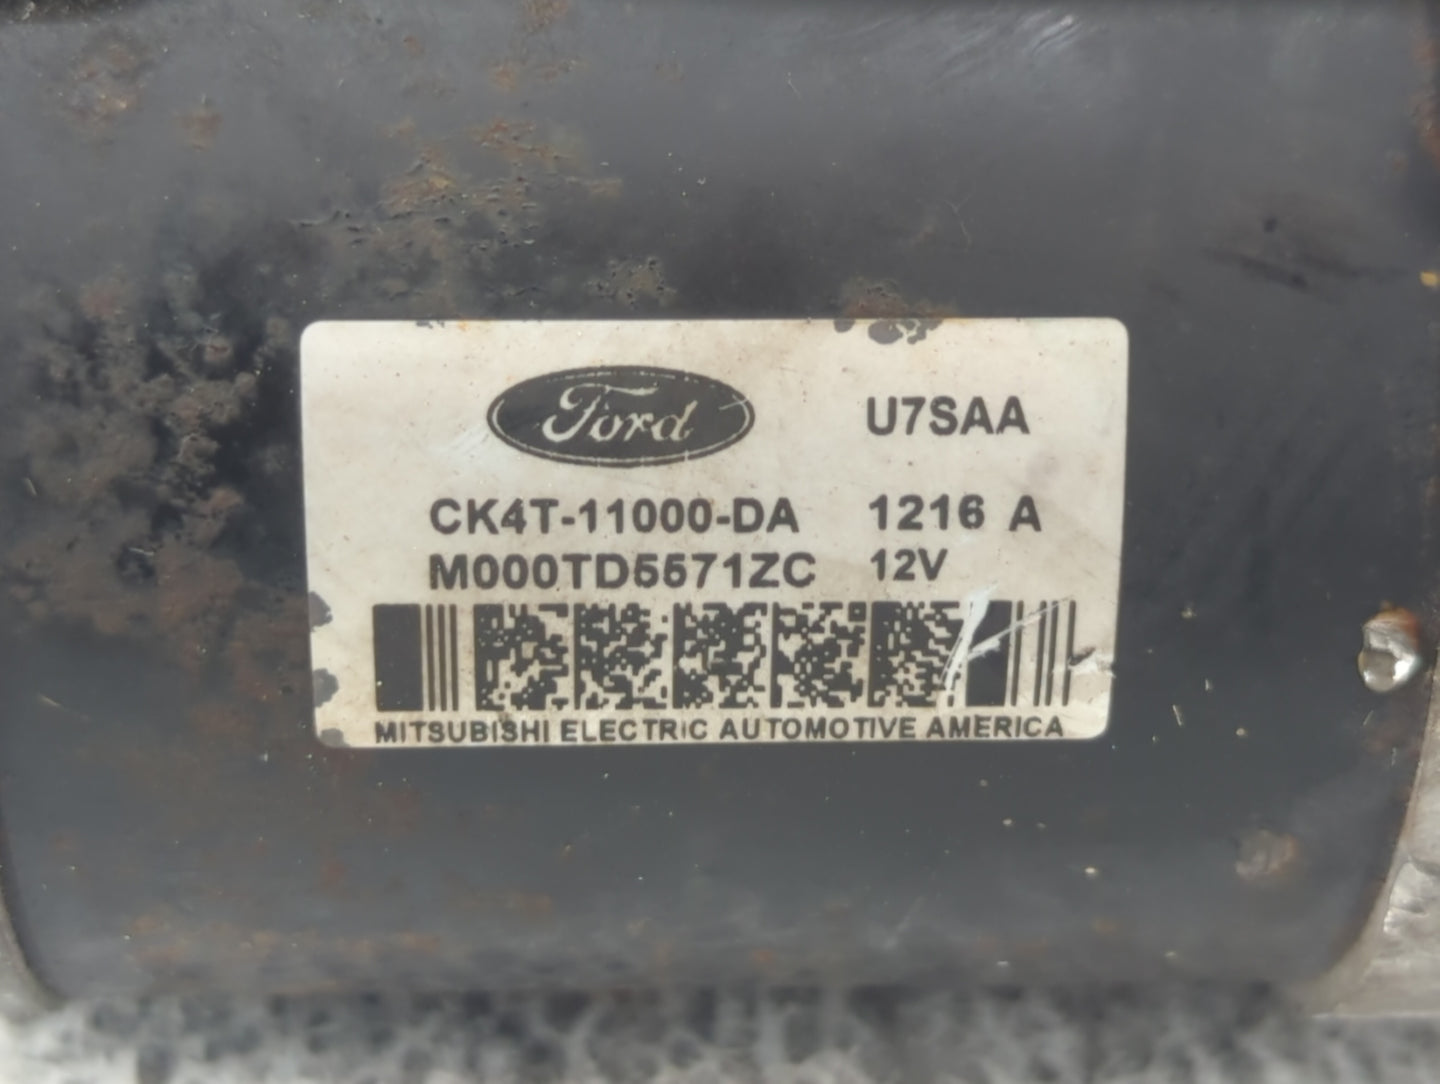 Ford U7SAA
CK4T-11000-DA 1216 A
M000TD5571ZC 12V
MITSUBISHI ELECTRIC AUTOMOTIVE AMERICA